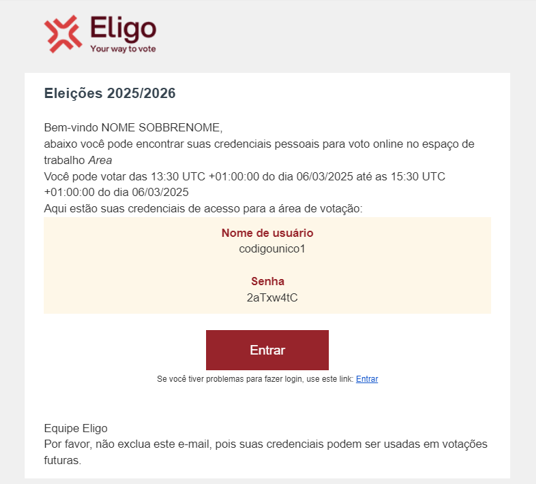 Eligo
Your way to vote
Eleições 2025/2026
Bem-vindo NOME SOBBRENOME,
abaixo você pode encontrar suas credenciais pessoais para voto online no espaço de
trabalho Area
Você pode votar das 13:30 UTC +01:00:00 do dia 06/03/2025 até as 15:30 UTC
+01:00:00 do dia 06/03/2025
Aqui estão suas credenciais de acesso para a área de votação:
Nome de usuário
codigounico1
Senha
2aTxw4tC
Entrar
Se você tiver problemas para fazer login, use este link: Entrar
Equipe Eligo
Por favor, não exclua este e-mail, pois suas credenciais podem ser usadas em votações
futuras.